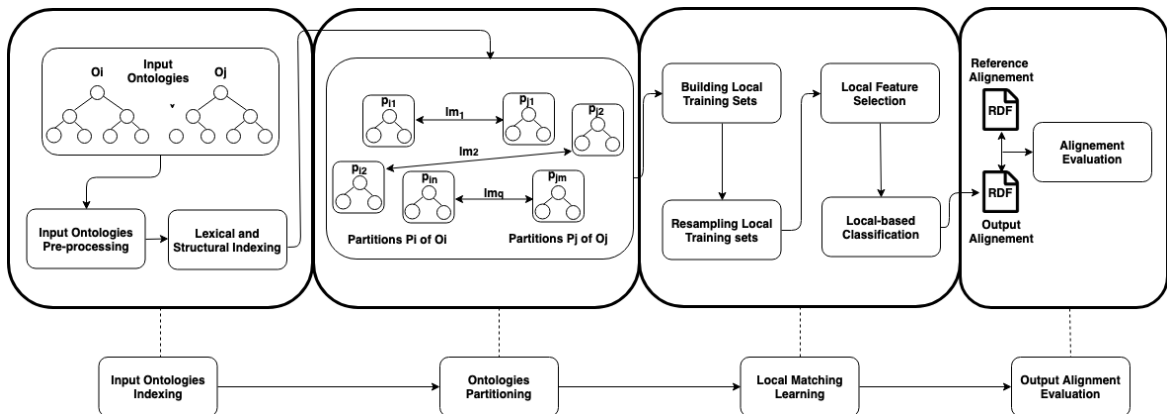 Input
Ontologies
Oi
Oj
Input Ontologies
Pre-processing
Lexical and
Structural Indexing
pi1
lm1
pj1
pj2
lm2
pi2
pin
lmq
pjm
Partitions Pi of Oi
Partitions Pj of Oj
Building Local
Training Sets
Resampling Local
Training sets
Local Feature
Selection
Local-based
Classification
Reference
Alignement
RDF
RDF
Output
Alignement
Alignement
Evaluation
Input Ontologies
Indexing
Ontologies
Partitioning
Local Matching
Learning
Output Alignment
Evaluation